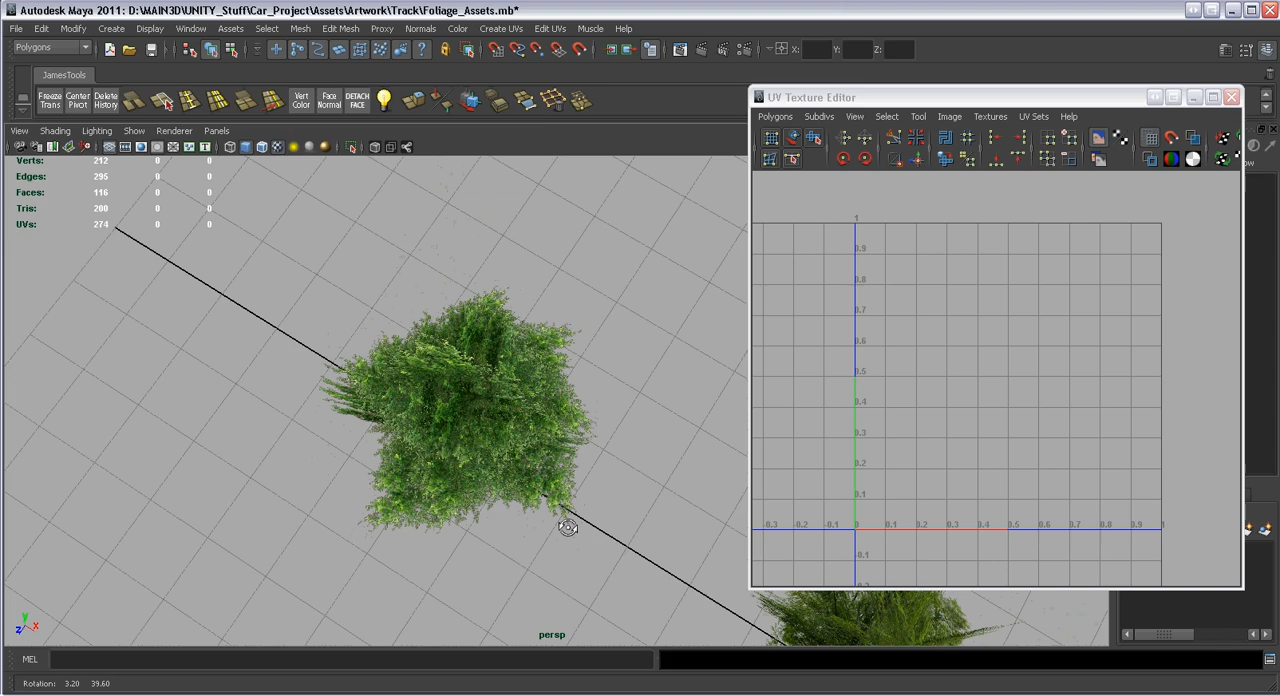 Autodesk Maya 2011: D:\MAIN3D\UNITY_Stuff\Car_Project\Assets\Artwork\Track\Foliage_Assets.mb*
File Edit Modify Create Display Window Assets Select Mesh Edit Mesh Proxy Normals Color Create UVs Edit UVs Muscle Help
Polygons X: Y: Z:
JamesTools
Freeze Trans Center Pivot Delete History Vert Color Face Normal DETACH FACE
View Shading Lighting Show Renderer Panels
Verts: 212 0 0
Edges: 295 0 0
Faces: 116 0 0
Tris: 200 0 0
UVs: 274 0 0
UV Texture Editor
Polygons Subdivs View Select Tool Image Textures UV Sets Help
1
0.9
0.8
0.7
0.6
0.5
0.4
0.3
0.2
0.1
-0.3 -0.2 -0.1 0 0.1 0.2 0.3 0.4 0.5 0.6 0.7 0.8 0.9 1
-0.1
y
z x
persp
MEL
Rotation: 3.20 39.60